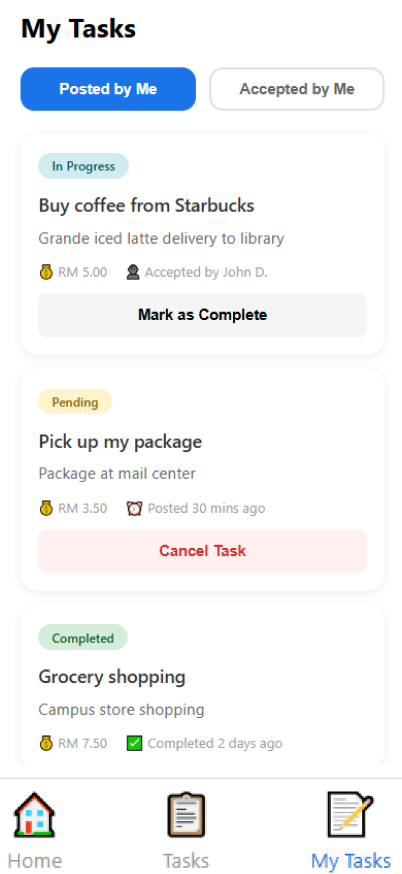 My Tasks
Posted by Me
Accepted by Me
In Progress
Buy coffee from Starbucks
Grande iced latte delivery to library
RM 5.00 Accepted by John D.
Mark as Complete
Pending
Pick up my package
Package at mail center
RM 3.50 Posted 30 mins ago
Cancel Task
Completed
Grocery shopping
Campus store shopping
RM 7.50 Completed 2 days ago
Home Tasks My Tasks